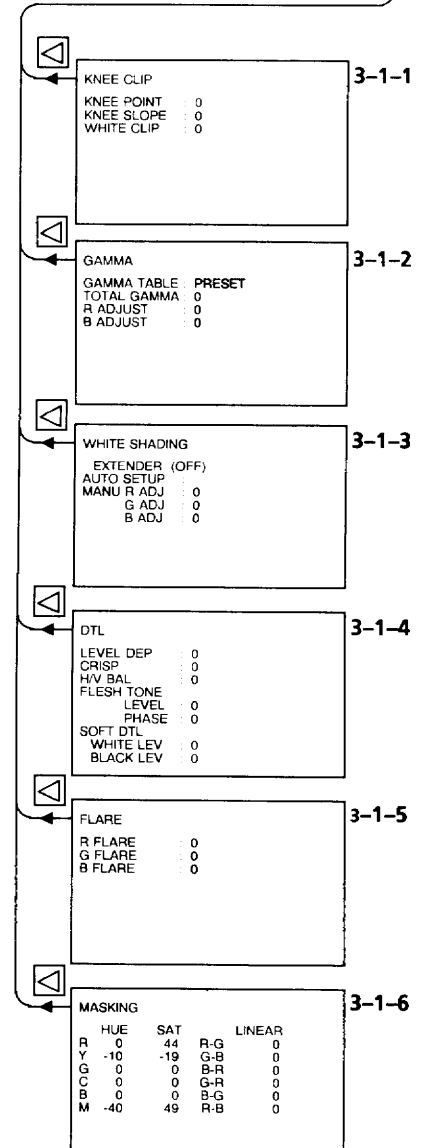 3-1-1
KNEE CLIP
KNEE POINT : 0
KNEE SLOPE : 0
WHITE CLIP : 0
3-1-2
GAMMA
GAMMA TABLE : PRESET
TOTAL GAMMA : 0
R ADJUST : 0
B ADJUST : 0
3-1-3
WHITE SHADING
EXTENDER (OFF)
AUTO SETUP :
MANU R ADJ : 0
G ADJ : 0
B ADJ : 0
3-1-4
DTL
LEVEL DEP : 0
CRISP : 0
H/V BAL : 0
FLESH TONE
LEVEL : 0
PHASE : 0
SOFT DTL
WHITE LEV : 0
BLACK LEV : 0
3-1-5
FLARE
R FLARE : 0
G FLARE : 0
B FLARE : 0
3-1-6
MASKING
HUE SAT LINEAR
R 0 44 R-G 0
Y -10 -19 G-B 0
G 0 0 B-R 0
C 0 0 G-R 0
B 0 0 B-G 0
M -40 49 R-B 0